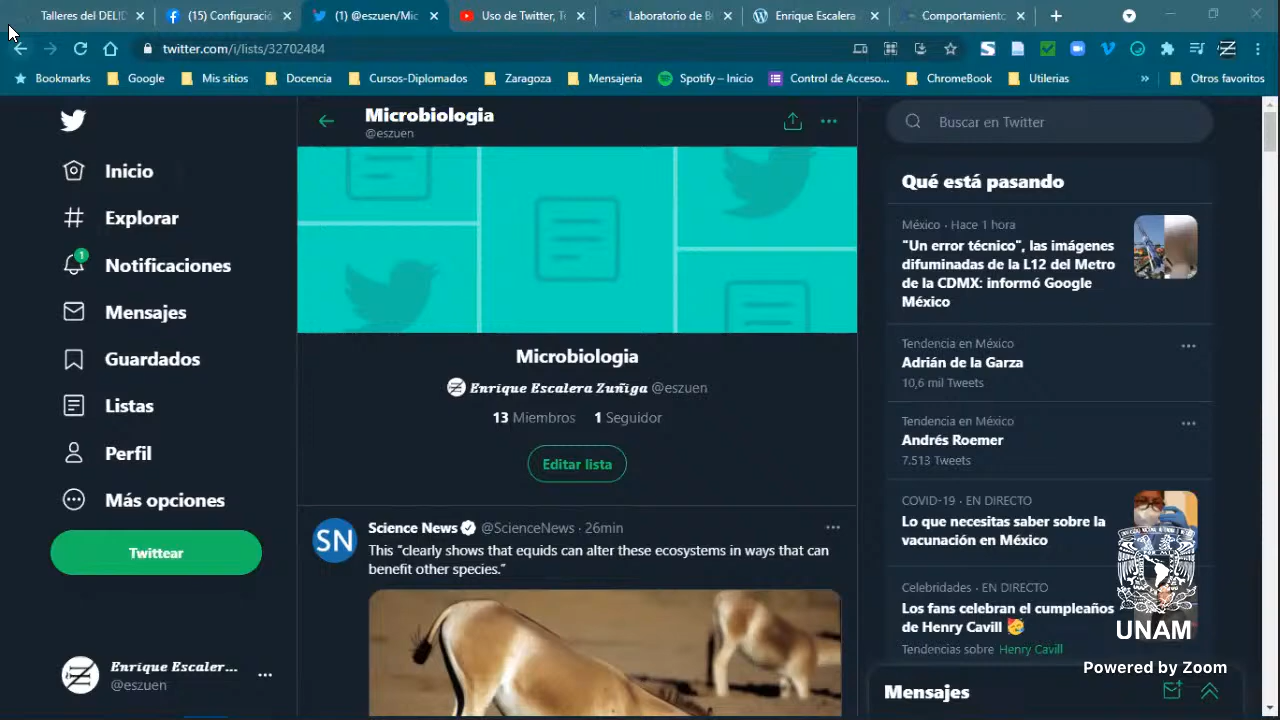 Talleres del DELID
(15) Configuració
(1) @eszuen/Mic
Uso de Twitter, Te
Laboratorio de B
Enrique Escalera Z
Comportamiento
twitter.com/i/lists/32702484
Bookmarks
Google
Mis sitios
Docencia
Cursos-Diplomados
Zaragoza
Mensajeria
Spotify – Inicio
Control de Acceso...
ChromeBook
Utilerias
»
Otros favoritos
Inicio
Explorar
1
Notificaciones
Mensajes
Guardados
Listas
Perfil
Más opciones
Twittear
Enrique Escaler...
@eszuen
Microbiologia
@eszuen
Microbiologia
Enrique Escalera Zuñiga @eszuen
13 Miembros 1 Seguidor
Editar lista
SN
Science News @ScienceNews · 26min
This “clearly shows that equids can alter these ecosystems in ways that can
benefit other species.”
Buscar en Twitter
Qué está pasando
México · Hace 1 hora
"Un error técnico", las imágenes
difuminadas de la L12 del Metro
de la CDMX: informó Google
México
Tendencia en México
Adrián de la Garza
10,6 mil Tweets
Tendencia en México
Andrés Roemer
7.513 Tweets
COVID-19 · EN DIRECTO
Lo que necesitas saber sobre la
vacunación en México
Celebridades · EN DIRECTO
Los fans celebran el cumpleaños
de Henry Cavill 🥳
Tendencias sobre Henry Cavill
UNAM
Powered by Zoom
Mensajes